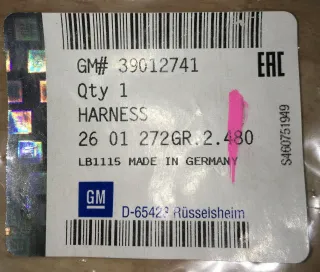 GM# 39012741
EAC
Qty 1
HARNESS
26 01 272GR.2.480
LB1115 MADE IN GERMANY
S460751949
GM
D-65423 Rüsselsheim